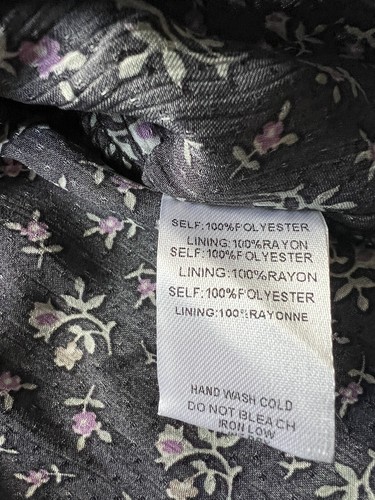 SELF:100%POLYESTER
LINING:100%RAYON
SELF:100%POLYESTER
LINING:100%RAYON
SELF:100%POLYESTER
LINING:100%RAYONNE
HAND WASH COLD
DO NOT BLEACH
IRON LOW